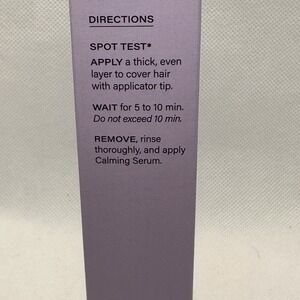 DIRECTIONS
SPOT TEST*
APPLY a thick, even
layer to cover hair
with applicator tip.
WAIT for 5 to 10 min.
Do not exceed 10 min.
REMOVE, rinse
thoroughly, and apply
Calming Serum.